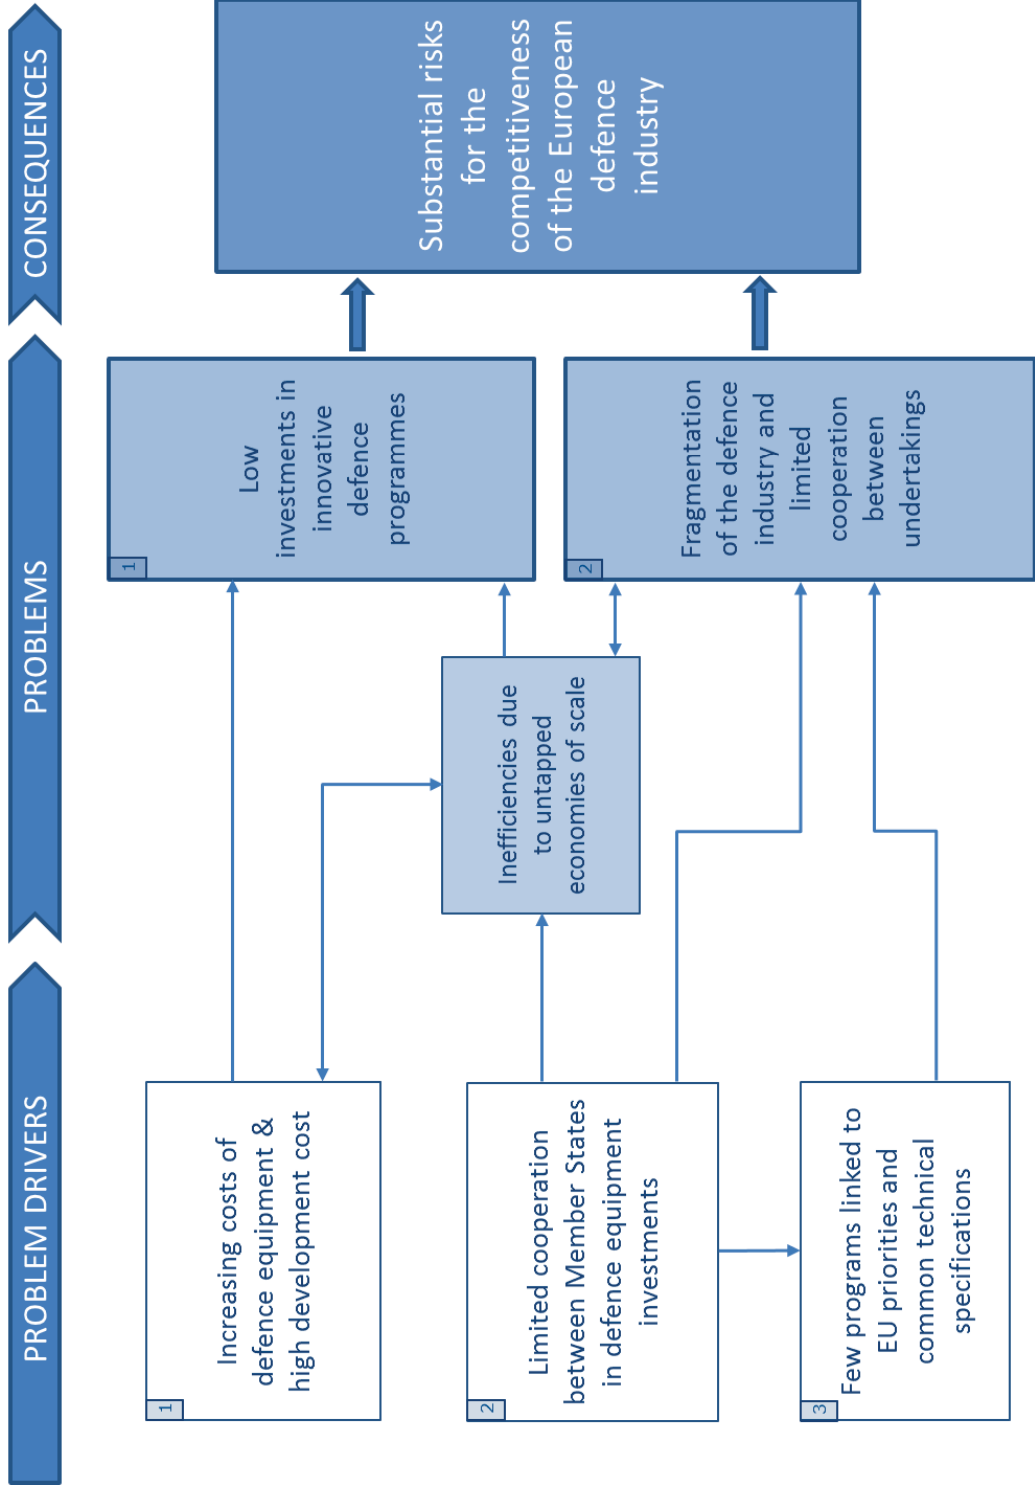 PROBLEM DRIVERS
PROBLEMS
CONSEQUENCES
1
Increasing costs of
defence equipment &
high development cost
2
Limited cooperation
between Member States
in defence equipment
investments
3
Few programs linked to
EU priorities and
common technical
specifications
Inefficiencies due
to untapped
economies of scale
1
Low
investments in
innovative
defence
programmes
2
Fragmentation
of the defence
industry and
limited
cooperation
between
undertakings
Substantial risks
for the
competitiveness
of the European
defence
industry